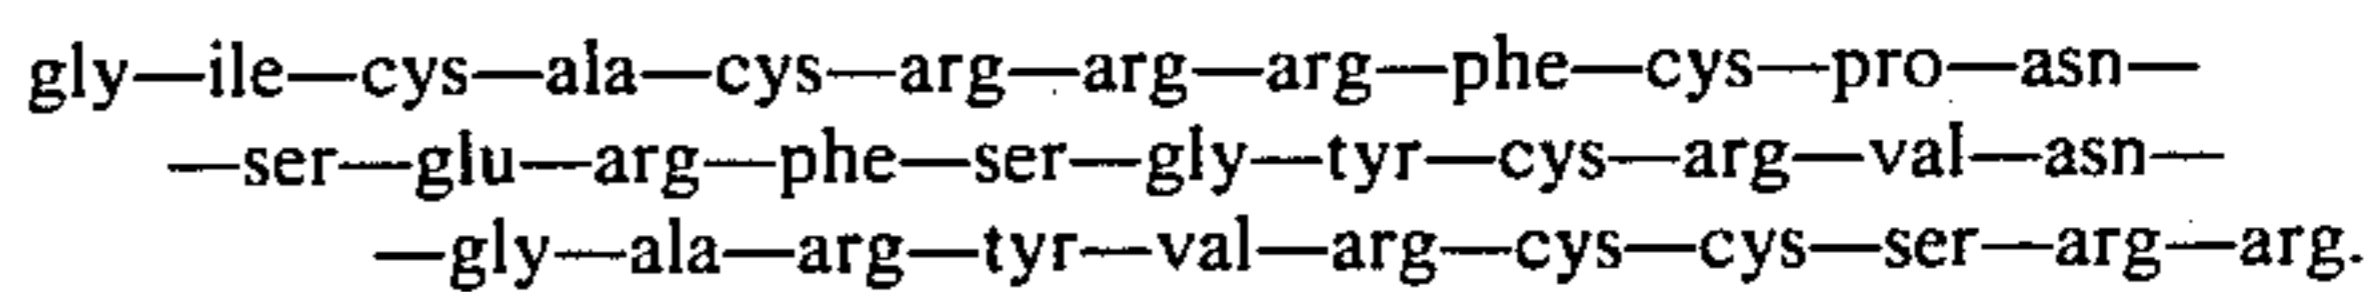 gly—ile—cys—ala—cys—arg—arg—arg—phe—cys—pro—asn—
—ser—glu—arg—phe—ser—gly—tyr—cys—arg—val—asn—
—gly—ala—arg—tyr—val—arg—cys—cys—ser—arg—arg.